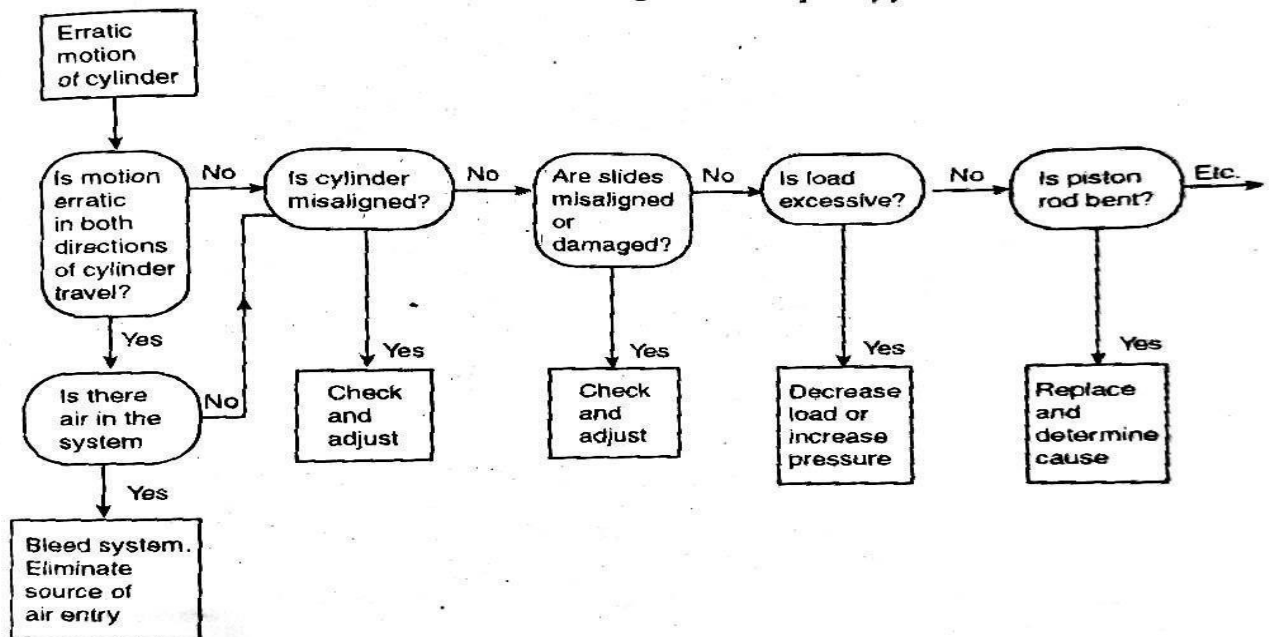 Erratic
motion
of cylinder
Is motion
erratic
in both
directions
of cylinder
travel?
No
Is cylinder
misaligned?
No
Are slides
misaligned
or
damaged?
No
Is load
excessive?
No
Is piston
rod bent?
Etc.
Yes
Is there
air in the
system
No
Yes
Check
and
adjust
Yes
Check
and
adjust
Yes
Decrease
load or
increase
pressure
Yes
Replace
and
determine
cause
Yes
Bleed system.
Eliminate
source of
air entry